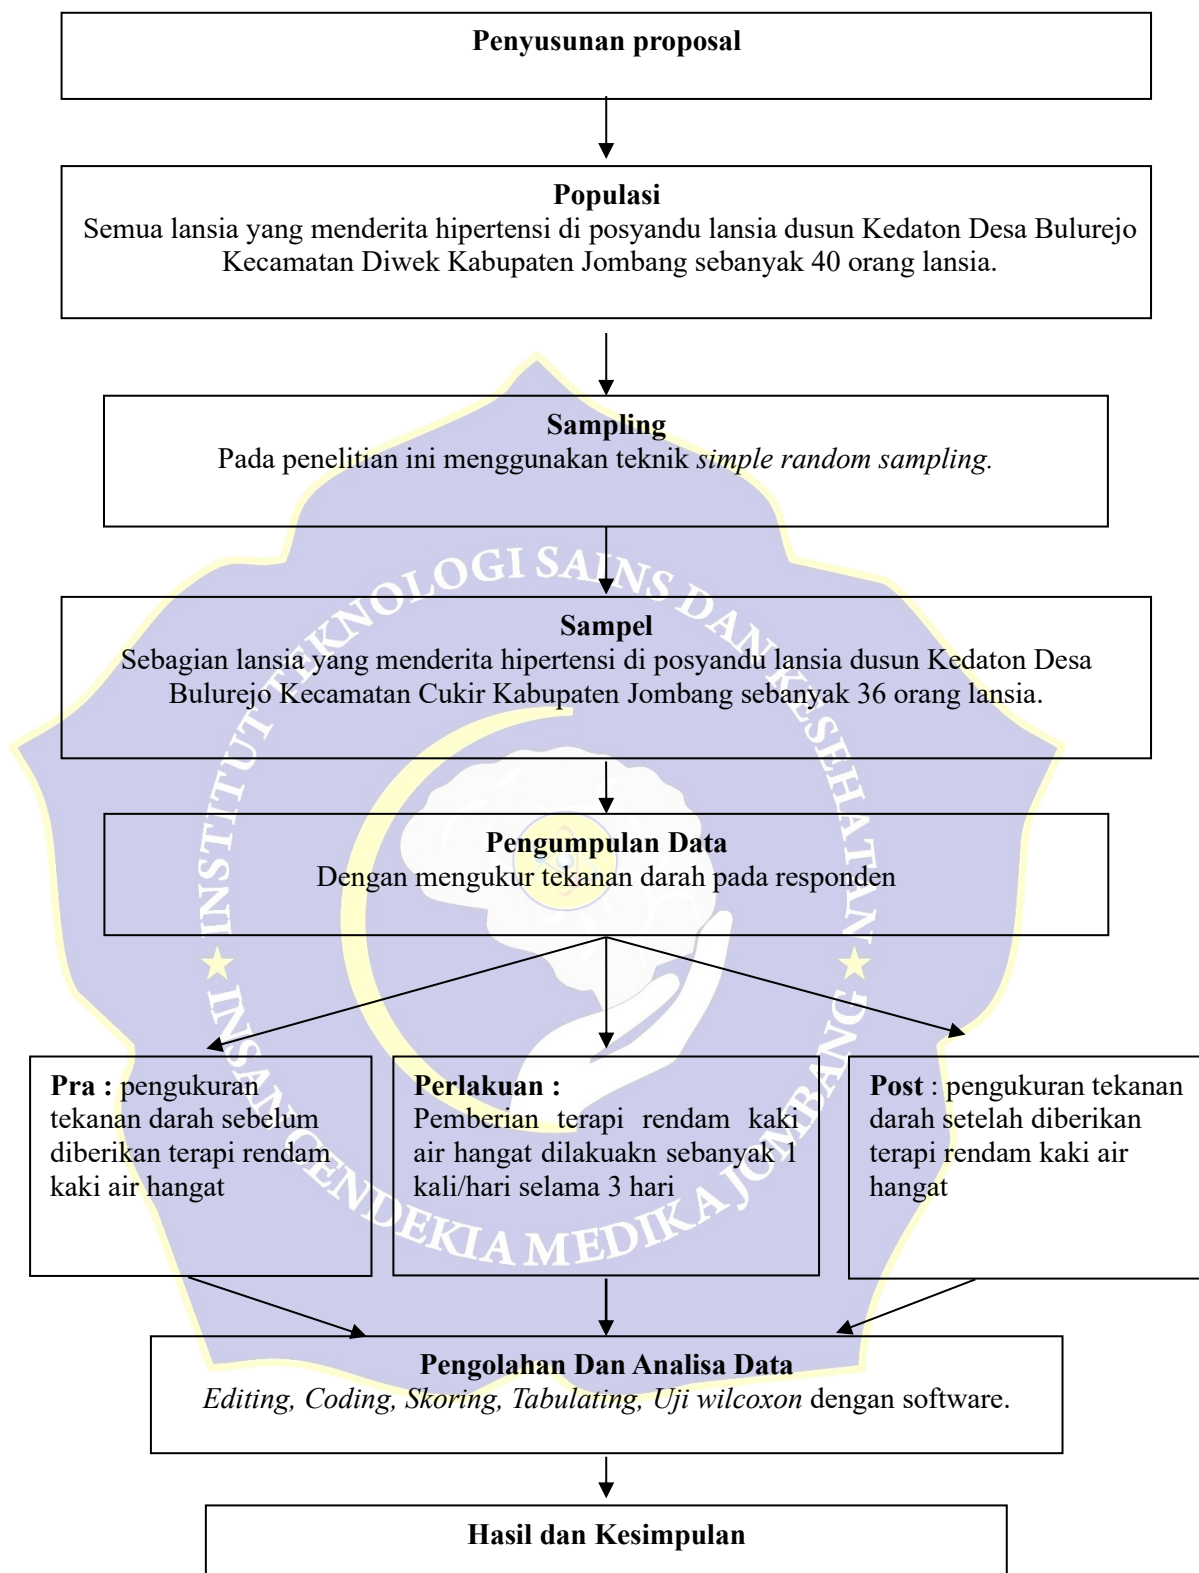 Penyusunan proposal
Populasi
Semua lansia yang menderita hipertensi di posyandu lansia dusun Kedaton Desa Bulurejo
Kecamatan Diwek Kabupaten Jombang sebanyak 40 orang lansia.
Sampling
Pada penelitian ini menggunakan teknik simple random sampling.
Sampel
Sebagian lansia yang menderita hipertensi di posyandu lansia dusun Kedaton Desa
Bulurejo Kecamatan Cukir Kabupaten Jombang sebanyak 36 orang lansia.
Pengumpulan Data
Dengan mengukur tekanan darah pada responden
Pra : pengukuran
tekanan darah sebelum
diberikan terapi rendam
kaki air hangat
Perlakuan :
Pemberian terapi rendam kaki
air hangat dilakuakn sebanyak 1
kali/hari selama 3 hari
Post : pengukuran tekanan
darah setelah diberikan
terapi rendam kaki air
hangat
Pengolahan Dan Analisa Data
Editing, Coding, Skoring, Tabulating, Uji wilcoxon dengan software.
Hasil dan Kesimpulan
INSTITUT TEKNOLOGI SAINS DAN KESEHATAN
INSAN CENDEKIA MEDIKA JOMBANG